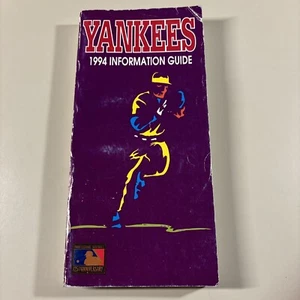 YANKEES
1994 INFORMATION GUIDE